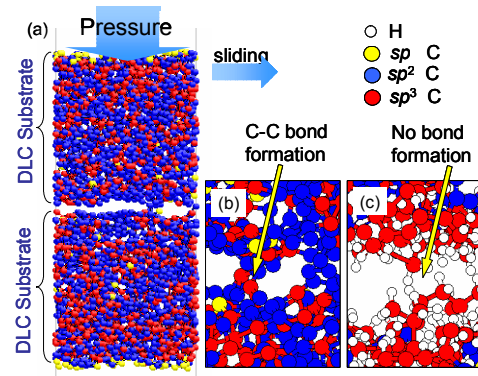 (a)
Pressure
sliding
DLC Substrate
DLC Substrate
H
sp C
sp² C
sp³ C
C-C bond
formation
No bond
formation
(b)
(c)